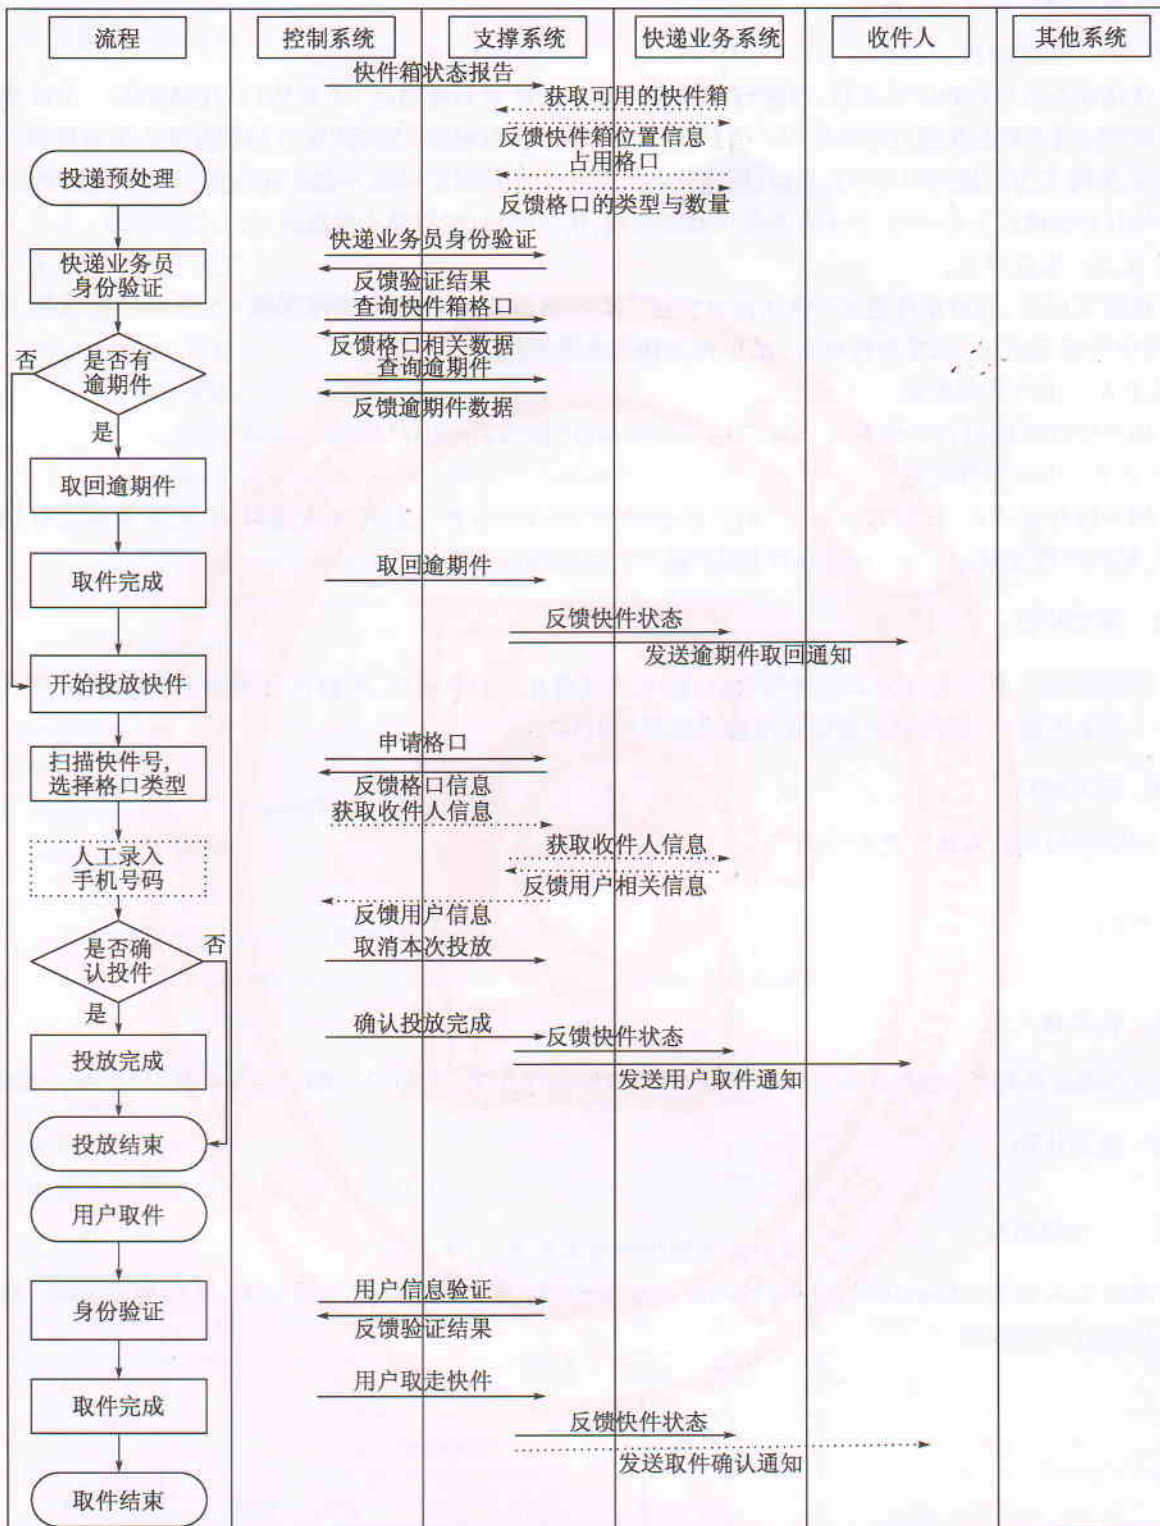 流程
控制系统
支撑系统
快递业务系统
收件人
其他系统
快件箱状态报告
获取可用的快件箱
反馈快件箱位置信息
占用格口
投递预处理
反馈格口的类型与数量
快递业务员身份验证
快递业务员
身份验证
反馈验证结果
查询快件箱格口
反馈格口相关数据
否
是否有
逾期件
查询逾期件
反馈逾期件数据
是
取回逾期件
取件完成
取回逾期件
反馈快件状态
发送逾期件取回通知
开始投放快件
申请格口
扫描快件号,
选择格口类型
反馈格口信息
获取收件人信息
人工录入
手机号码
获取收件人信息
反馈用户相关信息
反馈用户信息
是否确
认投件
否
取消本次投放
是
确认投放完成
反馈快件状态
投放完成
发送用户取件通知
投放结束
用户取件
用户信息验证
身份验证
反馈验证结果
用户取走快件
取件完成
反馈快件状态
发送取件确认通知
取件结束